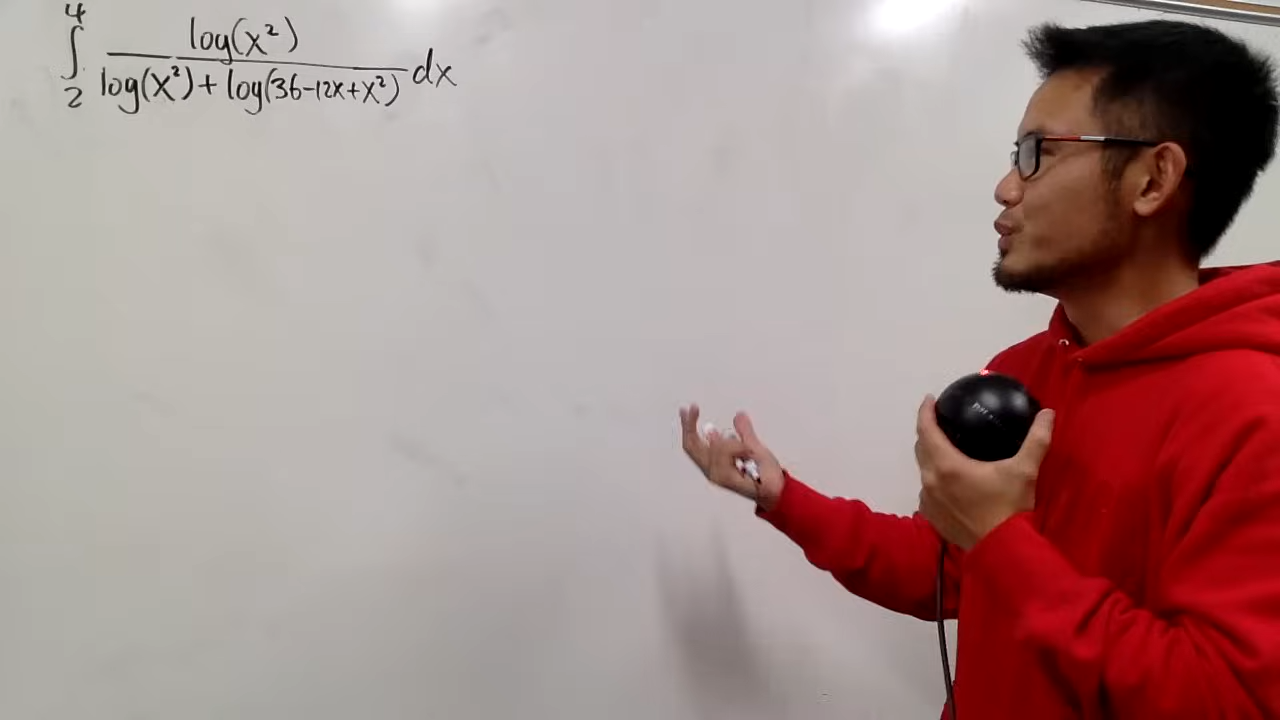 ∫₂⁴ log(x²) / (log(x²) + log(36-12x+x²)) dx